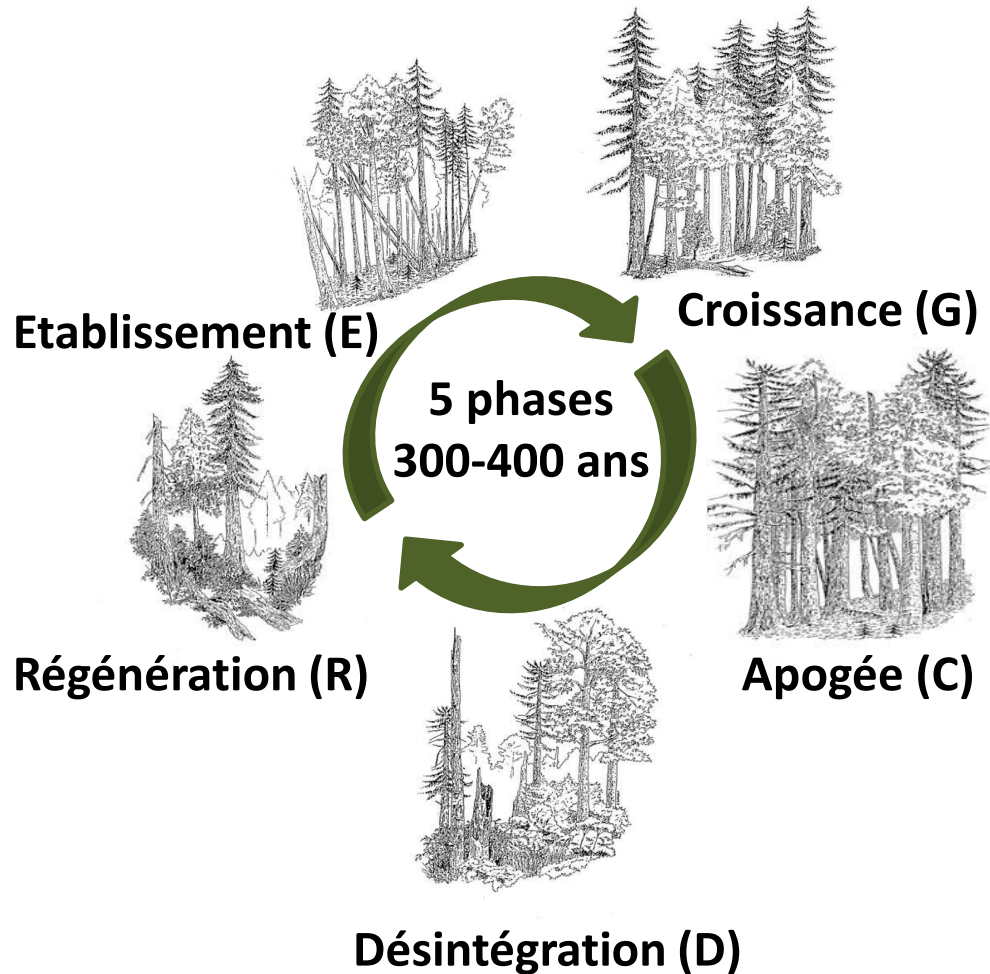 Croissance (G)
Etablissement (E)
5 phases
300-400 ans
Régénération (R)
Apogée (C)
Désintégration (D)